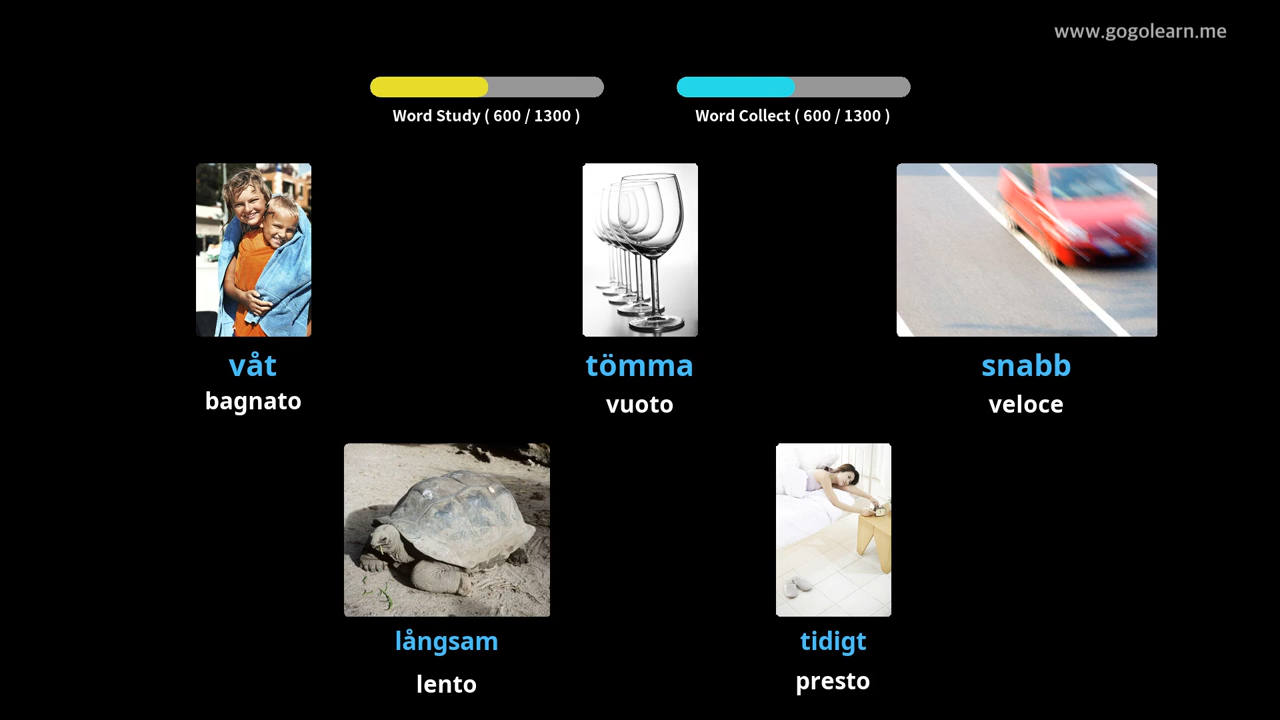 www.gogolearn.me
Word Study ( 600 / 1300 )
Word Collect ( 600 / 1300 )
våt
bagnato
tömma
vuoto
snabb
veloce
långsam
lento
tidigt
presto